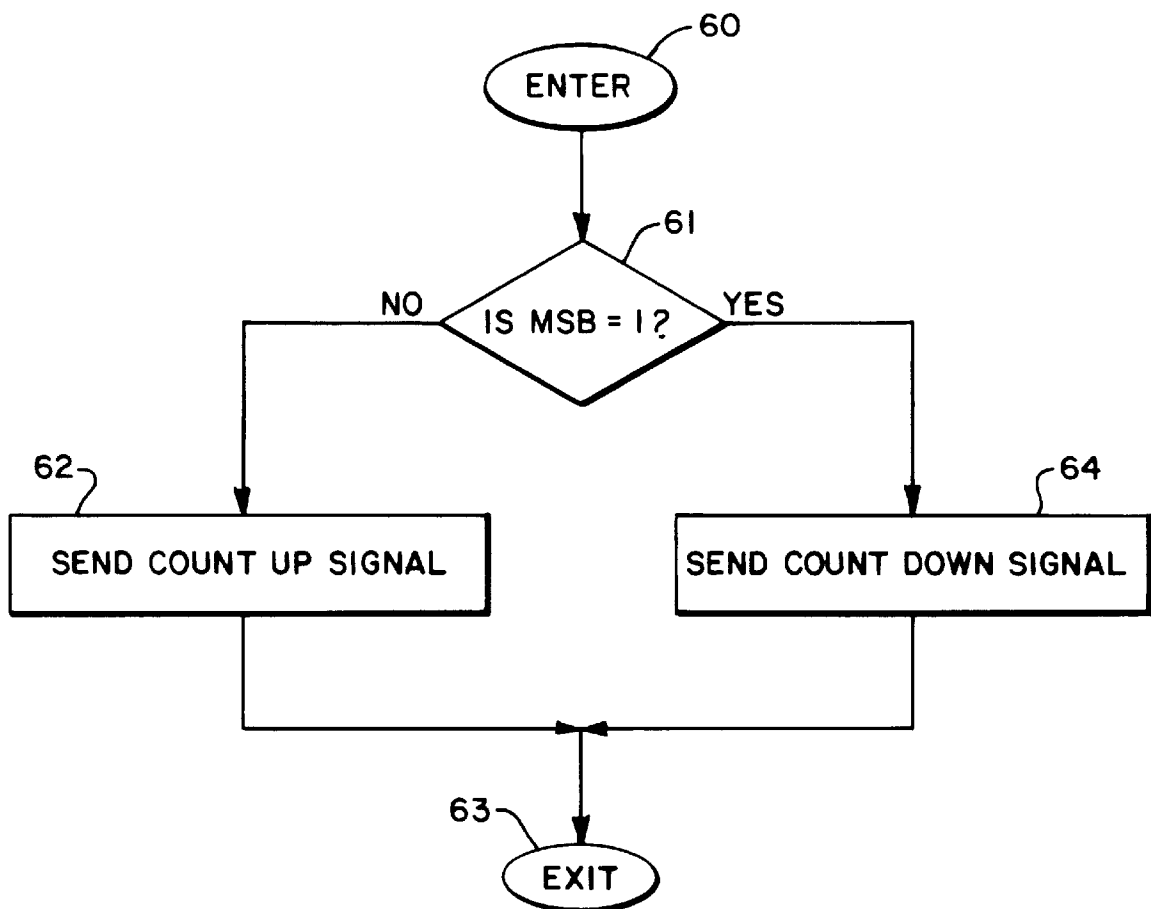 60
ENTER
61
NO
IS MSB = 1?
YES
62
64
SEND COUNT UP SIGNAL
SEND COUNT DOWN SIGNAL
63
EXIT